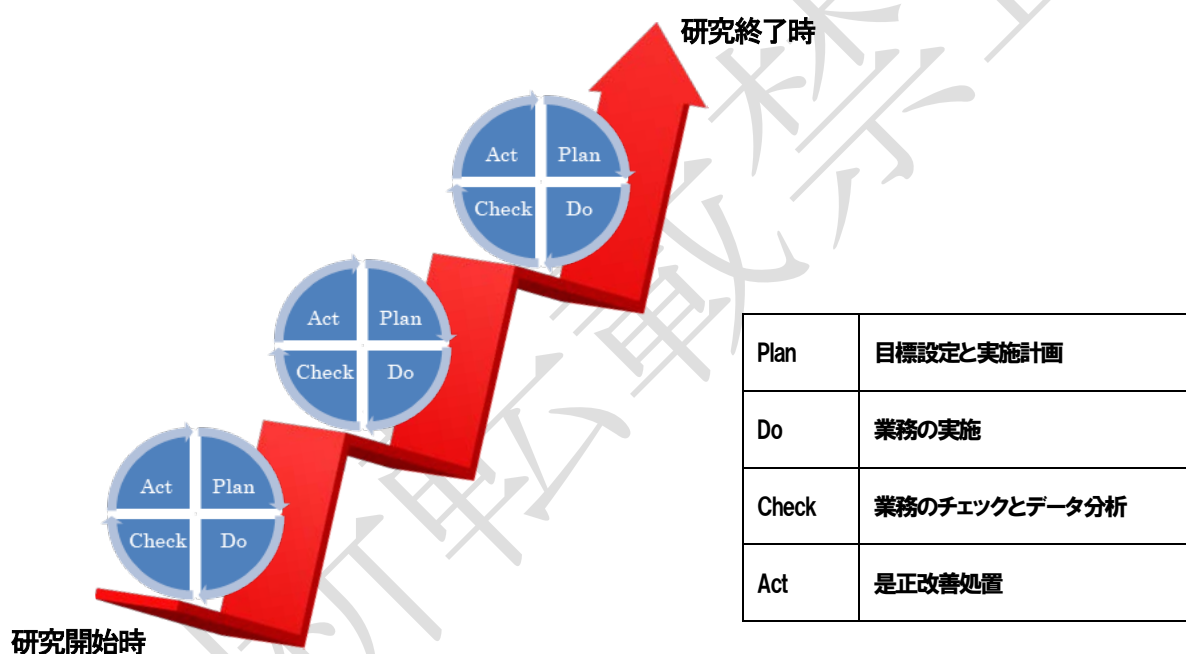 研究終了時
Act Plan
Check Do
Act Plan
Check Do
Act Plan
Check Do
研究開始時
Plan 目標設定と実施計画
Do 業務の実施
Check 業務のチェックとデータ分析
Act 是正改善処置
転載禁